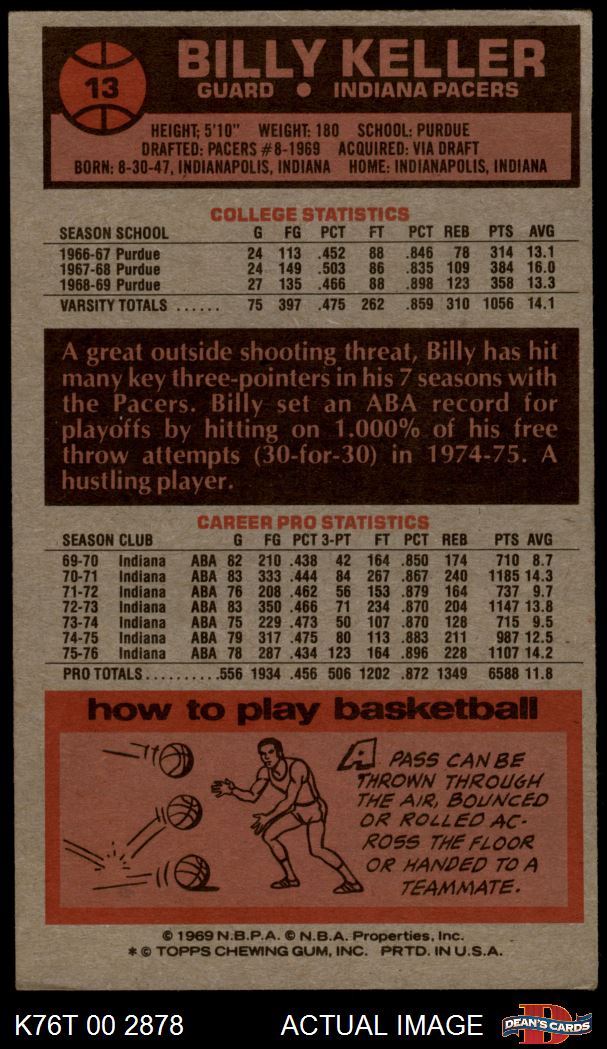 13
BILLY KELLER
GUARD ● INDIANA PACERS
HEIGHT: 5'10" WEIGHT: 180 SCHOOL: PURDUE
DRAFTED: PACERS #8-1969 ACQUIRED: VIA DRAFT
BORN: 8-30-47, INDIANAPOLIS, INDIANA HOME: INDIANAPOLIS, INDIANA
COLLEGE STATISTICS
SEASON SCHOOL G FG PCT FT PCT REB PTS AVG
1966-67 Purdue 24 113 .452 88 .846 78 314 13.1
1967-68 Purdue 24 149 .503 86 .835 109 384 16.0
1968-69 Purdue 27 135 .466 88 .898 123 358 13.3
VARSITY TOTALS ...... 75 397 .475 262 .859 310 1056 14.1
A great outside shooting threat, Billy has hit
many key three-pointers in his 7 seasons with
the Pacers. Billy set an ABA record for
playoffs by hitting on 1.000% of his free
throw attempts (30-for-30) in 1974-75. A
hustling player.
CAREER PRO STATISTICS
SEASON CLUB G FG PCT 3-PT FT PCT REB PTS AVG
69-70 Indiana ABA 82 210 .438 42 164 .850 174 710 8.7
70-71 Indiana ABA 83 333 .444 84 267 .867 240 1185 14.3
71-72 Indiana ABA 76 208 .462 56 153 .879 164 737 9.7
72-73 Indiana ABA 83 350 .466 71 234 .870 204 1147 13.8
73-74 Indiana ABA 75 229 .473 50 107 .870 128 715 9.5
74-75 Indiana ABA 79 317 .475 80 113 .883 211 987 12.5
75-76 Indiana ABA 78 287 .434 123 164 .896 228 1107 14.2
PRO TOTALS..........556 1934 .456 506 1202 .872 1349 6588 11.8
how to play basketball
A PASS CAN BE
THROWN THROUGH
THE AIR, BOUNCED
OR ROLLED AC-
ROSS THE FLOOR
OR HANDED TO A
TEAMMATE.
© 1969 N.B.P.A. © N.B.A. Properties, Inc.
* © TOPPS CHEWING GUM, INC. PRTD. IN U.S.A.
K76T 00 2878 ACTUAL IMAGE
D
DEAN'S CARDS